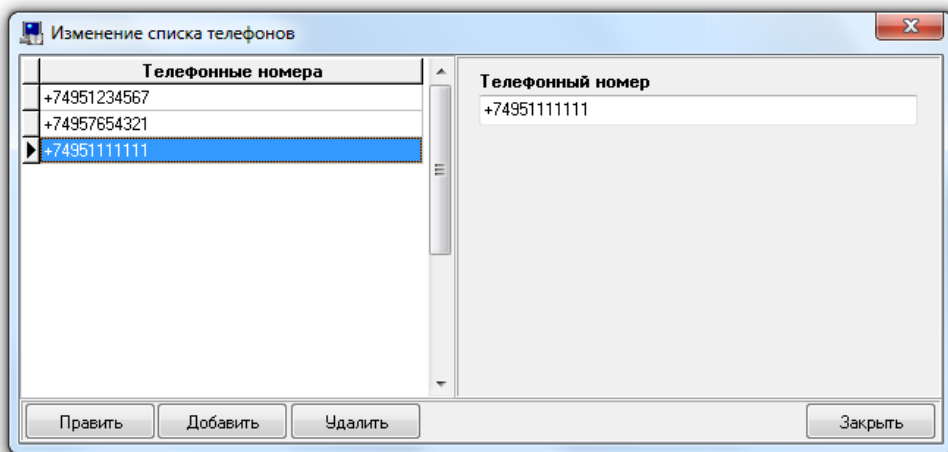 Изменение списка телефонов
Телефонные номера
+74951234567
+74957654321
+74951111111
Телефонный номер
+74951111111
Править
Добавить
Удалить
Закрыть